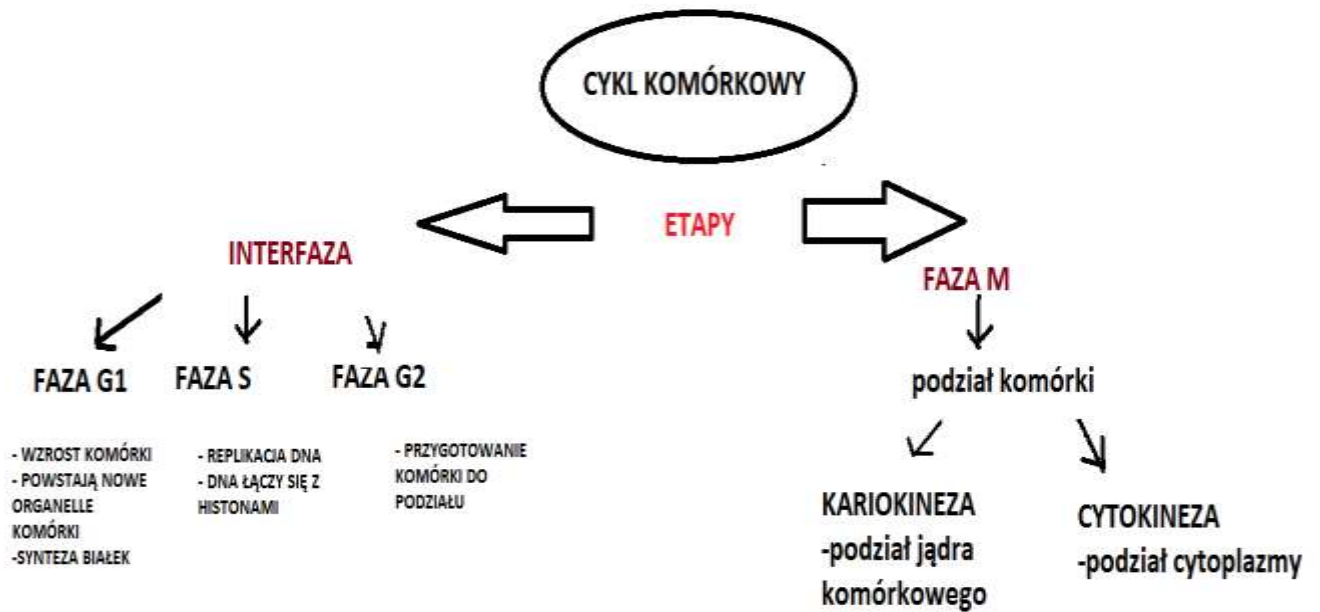 CYKL KOMÓRKOWY
ETAPY
INTERFAZA
FAZA G1
- WZROST KOMÓRKI
- POWSTAJĄ NOWE
ORGANELLE
KOMÓRKI
-SYNTEZA BIAŁEK
FAZA S
- REPLIKACJA DNA
- DNA ŁĄCZY SIĘ Z
HISTONAMI
FAZA G2
- PRZYGOTOWANIE
KOMÓRKI DO
PODZIAŁU
FAZA M
podział komórki
KARIOKINEZA
-podział jądra
komórkowego
CYTOKINEZA
-podział cytoplazmy